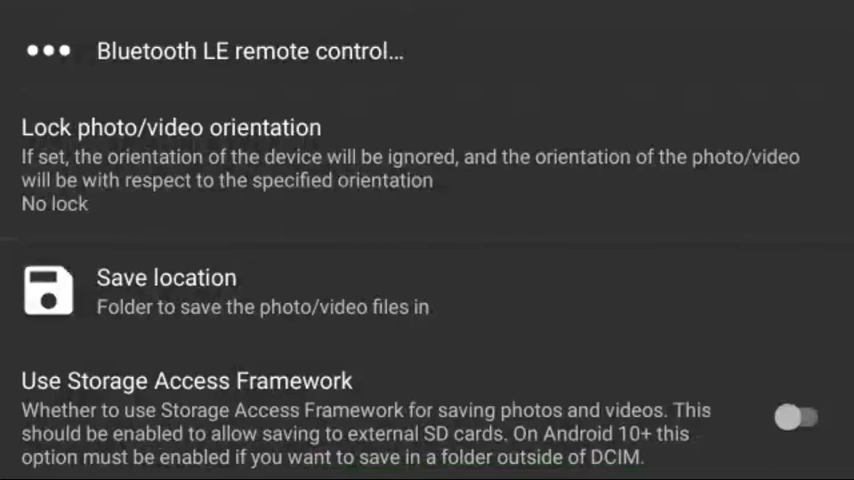 Bluetooth LE remote control...
Lock photo/video orientation
If set, the orientation of the device will be ignored, and the orientation of the photo/video
will be with respect to the specified orientation
No lock
Save location
Folder to save the photo/video files in
Use Storage Access Framework
Whether to use Storage Access Framework for saving photos and videos. This
should be enabled to allow saving to external SD cards. On Android 10+ this
option must be enabled if you want to save in a folder outside of DCIM.